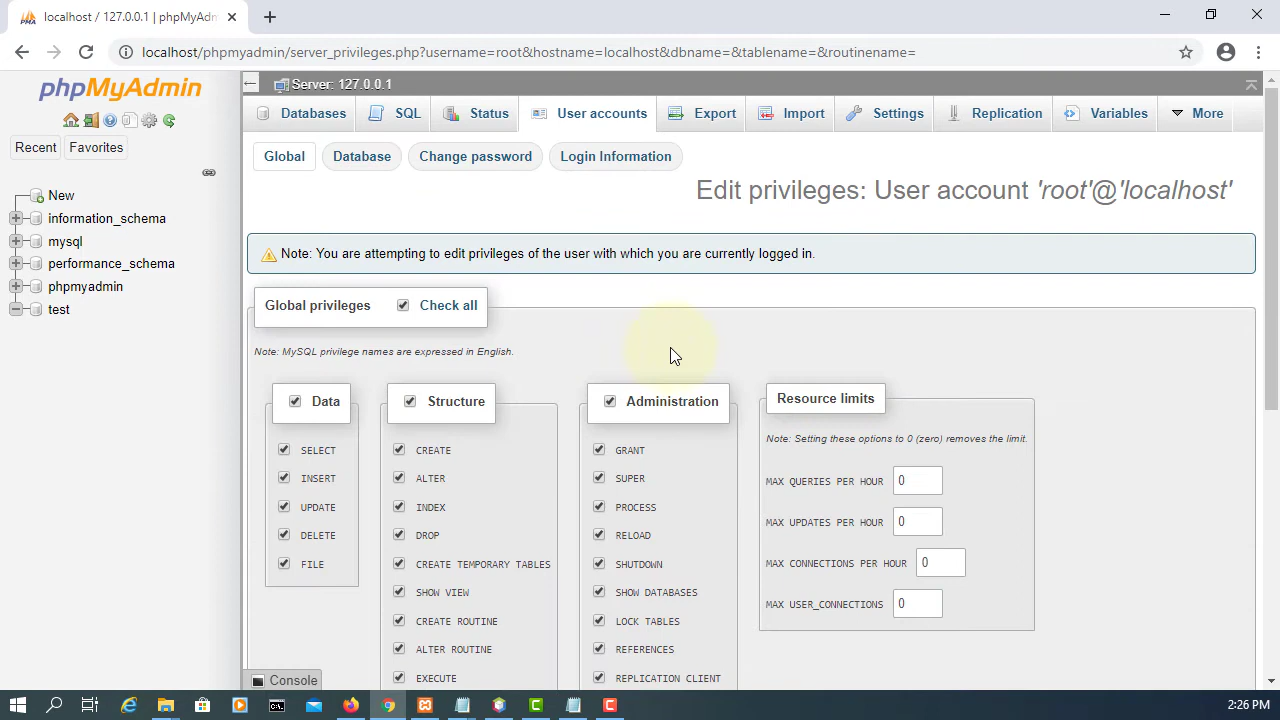 localhost / 127.0.0.1 | phpMyAdm
localhost/phpmyadmin/server_privileges.php?username=root&hostname=localhost&dbname=&tablename=&routinename=
phpMyAdmin
Recent
Favorites
New
information_schema
mysql
performance_schema
phpmyadmin
test
Server: 127.0.0.1
Databases
SQL
Status
User accounts
Export
Import
Settings
Replication
Variables
More
Global
Database
Change password
Login Information
Edit privileges: User account 'root'@'localhost'
Note: You are attempting to edit privileges of the user with which you are currently logged in.
Global privileges
Check all
Note: MySQL privilege names are expressed in English.
Data
SELECT
INSERT
UPDATE
DELETE
FILE
Structure
CREATE
ALTER
INDEX
DROP
CREATE TEMPORARY TABLES
SHOW VIEW
CREATE ROUTINE
ALTER ROUTINE
EXECUTE
Administration
GRANT
SUPER
PROCESS
RELOAD
SHUTDOWN
SHOW DATABASES
LOCK TABLES
REFERENCES
REPLICATION CLIENT
Resource limits
Note: Setting these options to 0 (zero) removes the limit.
MAX QUERIES PER HOUR 0
MAX UPDATES PER HOUR 0
MAX CONNECTIONS PER HOUR 0
MAX USER_CONNECTIONS 0
Console
2:26 PM